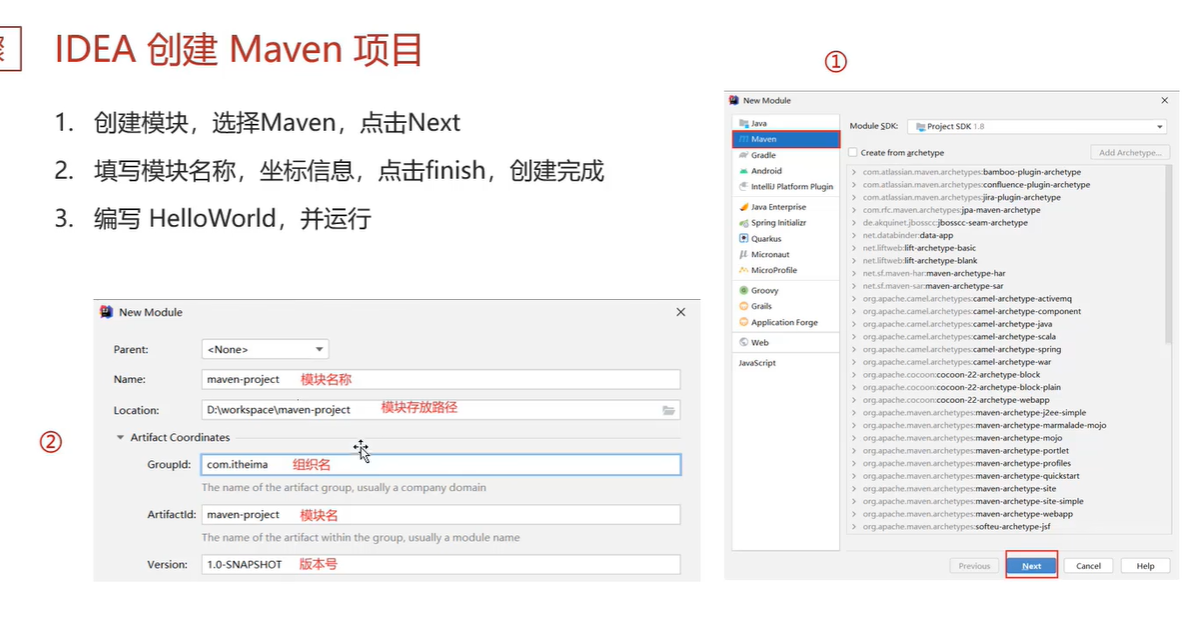 IDEA 创建 Maven 项目
1. 创建模块，选择Maven，点击Next
2. 填写模块名称，坐标信息，点击finish，创建完成
3. 编写 HelloWorld，并运行
①
New Module
Java
Maven
Gradle
Android
IntelliJ Platform Plugin
Java Enterprise
Spring Initializr
Quarkus
Micronaut
MicroProfile
Groovy
Grails
Application Forge
Web
JavaScript
Module SDK: Project SDK 1.8
Create from archetype
Add Archetype...
com.atlassian.maven.archetypes:bamboo-plugin-archetype
com.atlassian.maven.archetypes:confluence-plugin-archetype
com.atlassian.maven.archetypes:jira-plugin-archetype
com.rfc.maven.archetypes:jpa-maven-archetype
de.akquinet.jbosscc:jbosscc-seam-archetype
net.databinder:data-app
net.liftweb:lift-archetype-basic
net.liftweb:lift-archetype-blank
net.sf.maven-har:maven-archetype-har
net.sf.maven-sar:maven-archetype-sar
org.apache.camel.archetypes:camel-archetype-activemq
org.apache.camel.archetypes:camel-archetype-component
org.apache.camel.archetypes:camel-archetype-java
org.apache.camel.archetypes:camel-archetype-scala
org.apache.camel.archetypes:camel-archetype-spring
org.apache.camel.archetypes:camel-archetype-war
org.apache.cocoon:cocoon-22-archetype-block
org.apache.cocoon:cocoon-22-archetype-block-plain
org.apache.cocoon:cocoon-22-archetype-webapp
org.apache.maven.archetypes:maven-archetype-j2ee-simple
org.apache.maven.archetypes:maven-archetype-marmalade-mojo
org.apache.maven.archetypes:maven-archetype-mojo
org.apache.maven.archetypes:maven-archetype-portlet
org.apache.maven.archetypes:maven-archetype-profiles
org.apache.maven.archetypes:maven-archetype-quickstart
org.apache.maven.archetypes:maven-archetype-site
org.apache.maven.archetypes:maven-archetype-site-simple
org.apache.maven.archetypes:maven-archetype-webapp
org.apache.maven.archetypes:softeu-archetype-jsf
Previous Next Cancel Help
②
New Module
Parent: <None>
Name: maven-project 模块名称
Location: D:\workspace\maven-project 模块存放路径
Artifact Coordinates
GroupId: com.itheima 组织名
The name of the artifact group, usually a company domain
ArtifactId: maven-project 模块名
The name of the artifact within the group, usually a module name
Version: 1.0-SNAPSHOT 版本号